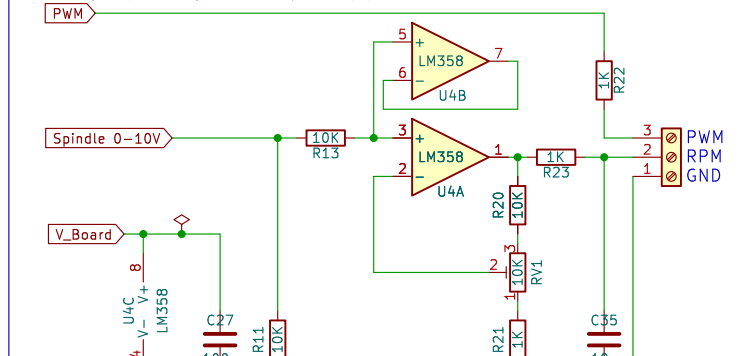 PWM
5
+
LM358
7
6
−
U4B
1K
R22
Spindle 0-10V
10K
R13
3
+
LM358
1
2
−
U4A
1K
R23
3
PWM
2
RPM
1
GND
R20
10K
V_Board
8
V+
U4C
LM358
V-
3
2
10K
RV1
1
C27
R11
10K
R21
1K
C35